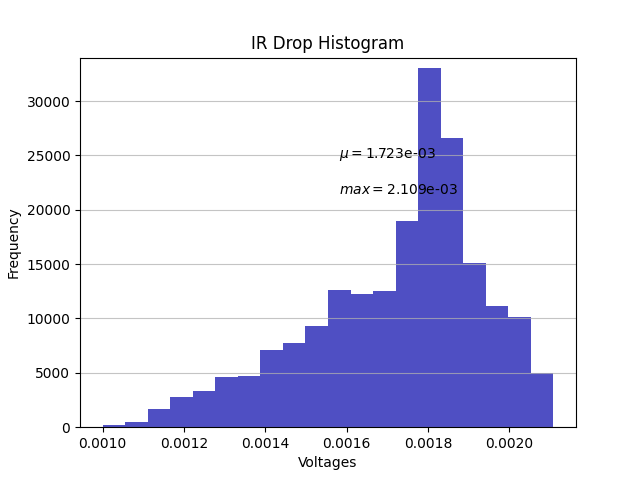 IR Drop Histogram
30000
25000
20000
15000
10000
5000
0
Frequency
μ = 1.723e-03
max = 2.109e-03
0.0010 0.0012 0.0014 0.0016 0.0018 0.0020
Voltages